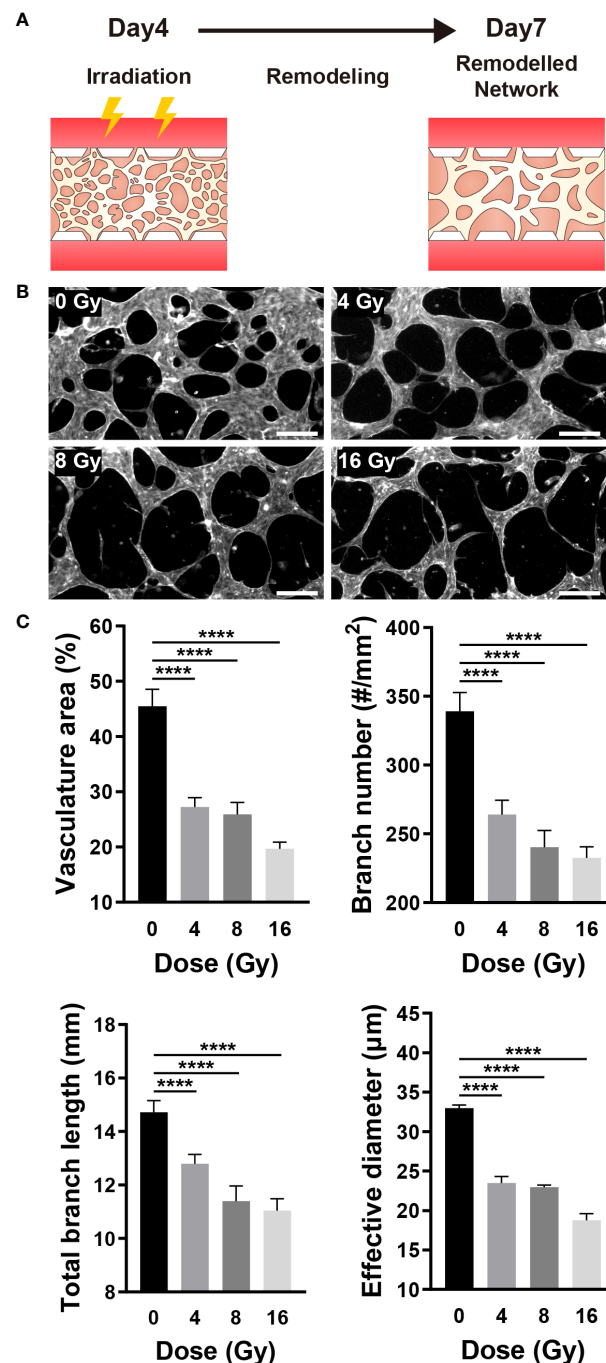 A
Day4
Day7
Irradiation
Remodeling
Remodelled
Network
B
0 Gy
4 Gy
8 Gy
16 Gy
C
Vasculature area (%)
60
50
40
30
20
10
****
****
****
0 4 8 16
Dose (Gy)
Branch number (#/mm²)
400
350
300
250
200
****
****
****
0 4 8 16
Dose (Gy)
Total branch length (mm)
18
16
14
12
10
8
****
****
****
0 4 8 16
Dose (Gy)
Effective diameter (μm)
45
40
35
30
25
20
15
10
****
****
****
0 4 8 16
Dose (Gy)